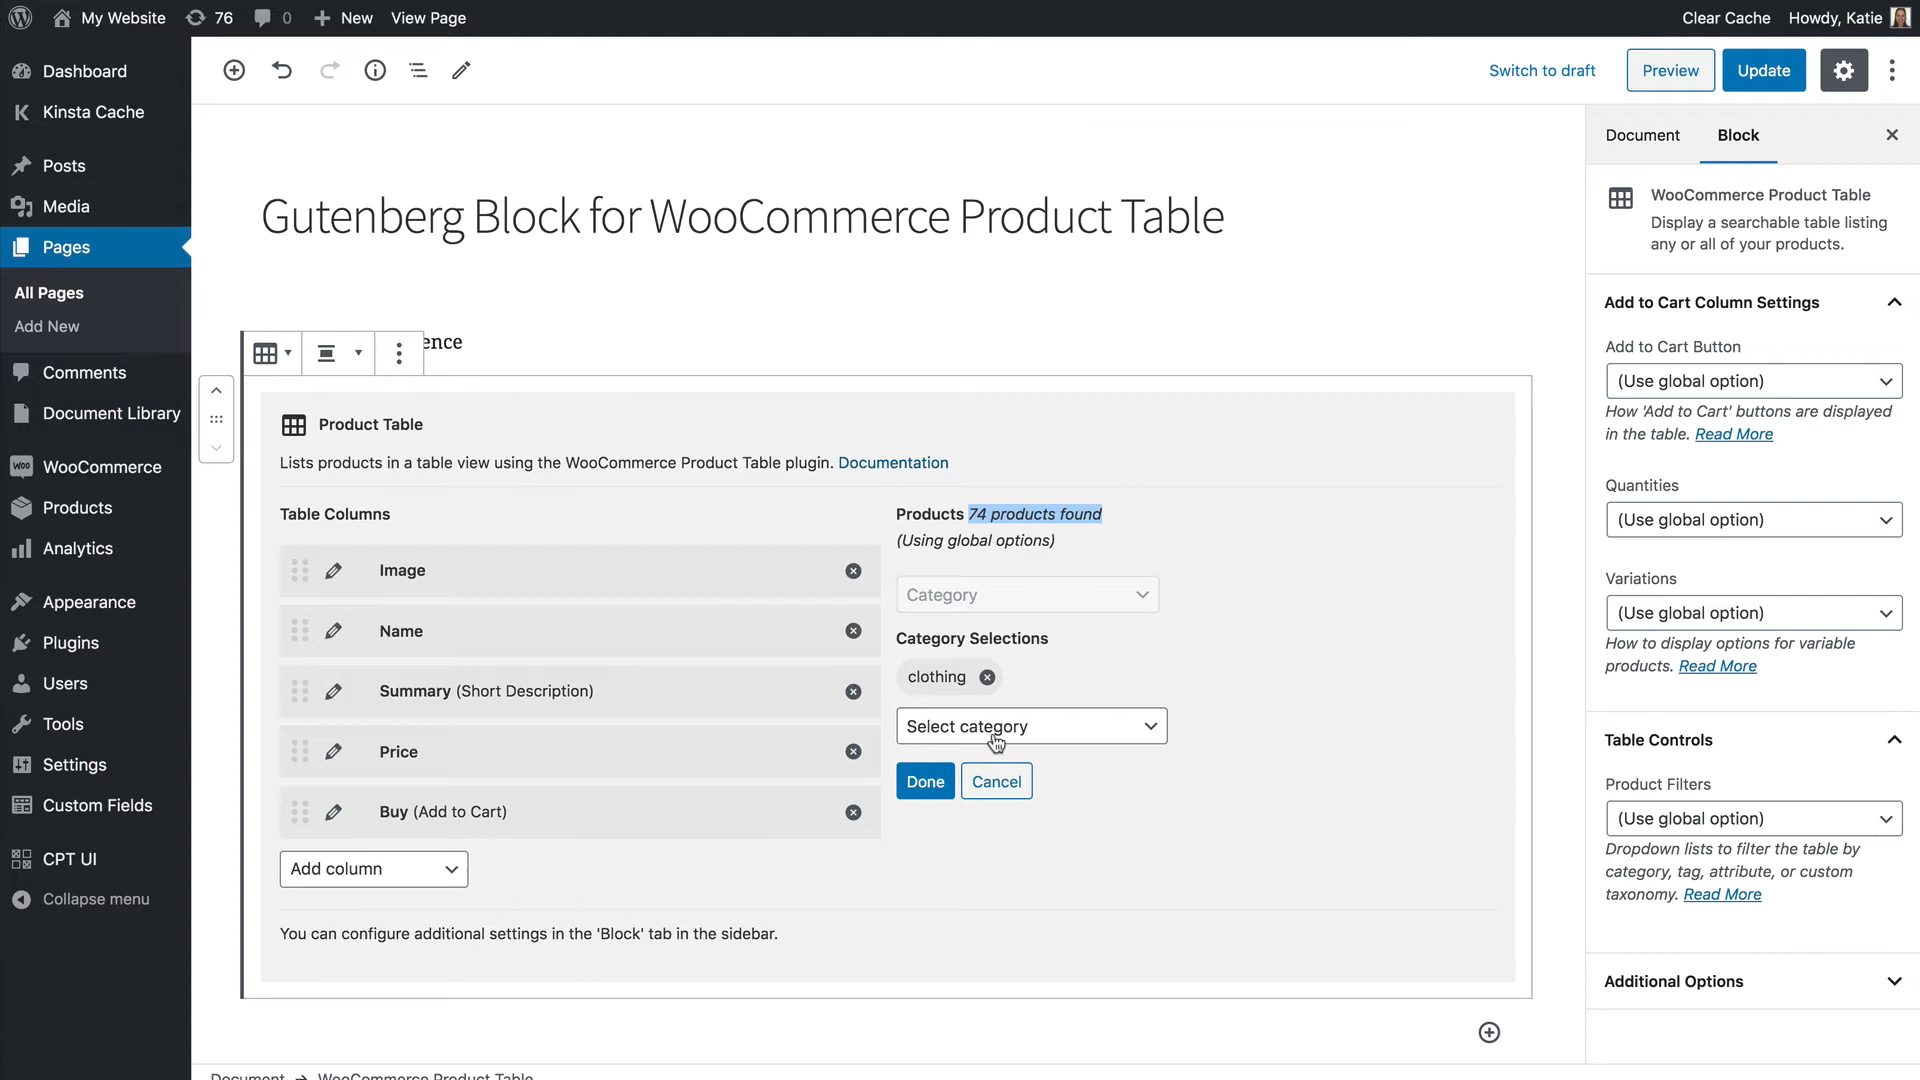 My Website
76
0
New
View Page
Clear Cache
Howdy, Katie
Dashboard
Kinsta Cache
Posts
Media
Pages
All Pages
Add New
Comments
Document Library
WooCommerce
Products
Analytics
Appearance
Plugins
Users
Tools
Settings
Custom Fields
CPT UI
Collapse menu
Switch to draft
Preview
Update
Gutenberg Block for WooCommerce Product Table
ence
Product Table
Lists products in a table view using the WooCommerce Product Table plugin. Documentation
Table Columns
Image
Name
Summary (Short Description)
Price
Buy (Add to Cart)
Add column
Products 74 products found
(Using global options)
Category
Category Selections
clothing
Select category
Done
Cancel
You can configure additional settings in the 'Block' tab in the sidebar.
Document → WooCommerce Product Table
Document
Block
WooCommerce Product Table
Display a searchable table listing
any or all of your products.
Add to Cart Column Settings
Add to Cart Button
(Use global option)
How 'Add to Cart' buttons are displayed
in the table. Read More
Quantities
(Use global option)
Variations
(Use global option)
How to display options for variable
products. Read More
Table Controls
Product Filters
(Use global option)
Dropdown lists to filter the table by
category, tag, attribute, or custom
taxonomy. Read More
Additional Options